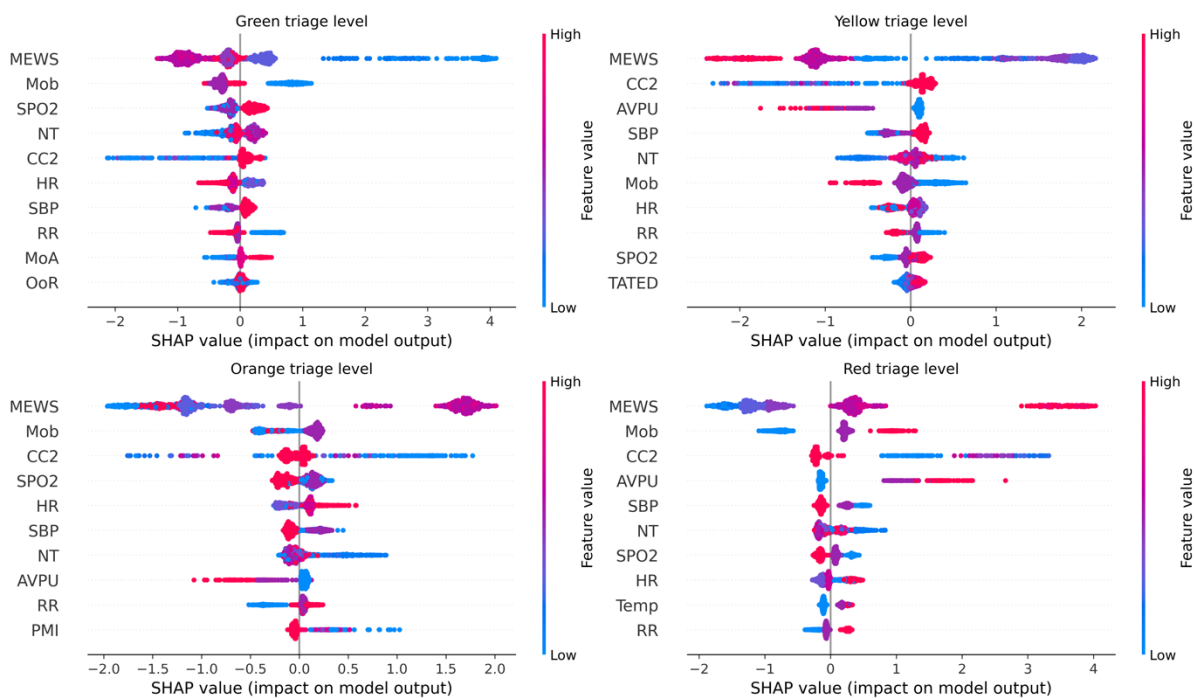 Green triage level
High
MEWS
Mob
SPO2
NT
CC2
HR
SBP
RR
MoA
OoR
Feature value
Low
−2 −1 0 1 2 3 4
SHAP value (impact on model output)
Yellow triage level
High
MEWS
CC2
AVPU
SBP
NT
Mob
HR
RR
SPO2
TATED
Feature value
Low
−2 −1 0 1 2
SHAP value (impact on model output)
Orange triage level
High
MEWS
Mob
CC2
SPO2
HR
SBP
NT
AVPU
RR
PMI
Feature value
Low
−2.0 −1.5 −1.0 −0.5 0.0 0.5 1.0 1.5 2.0
SHAP value (impact on model output)
Red triage level
High
MEWS
Mob
CC2
AVPU
SBP
NT
SPO2
HR
Temp
RR
Feature value
Low
−2 −1 0 1 2 3 4
SHAP value (impact on model output)